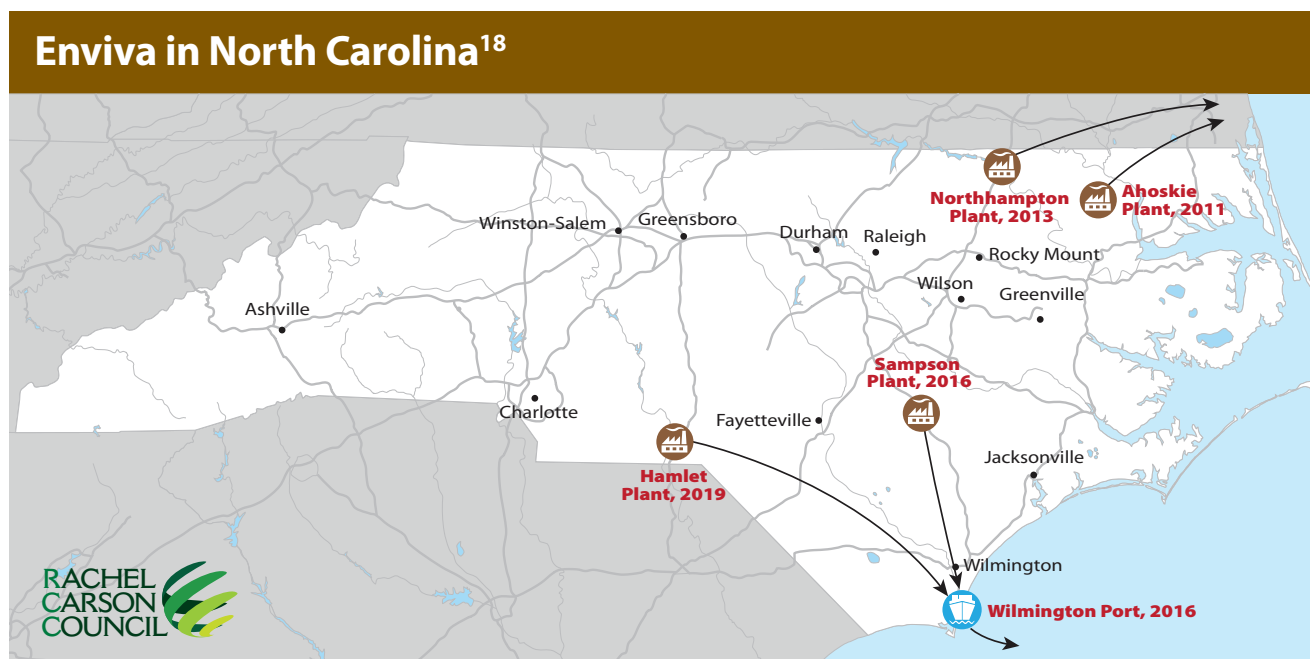 Enviva in North Carolina18
Northhampton
Plant, 2013
Ahoskie
Plant, 2011
Winston-Salem
Greensboro
Durham
Raleigh
Rocky Mount
Wilson
Greenville
Ashville
Sampson
Plant, 2016
Charlotte
Fayetteville
Jacksonville
Hamlet
Plant, 2019
Wilmington
Wilmington Port, 2016
RACHEL
CARSON
COUNCIL